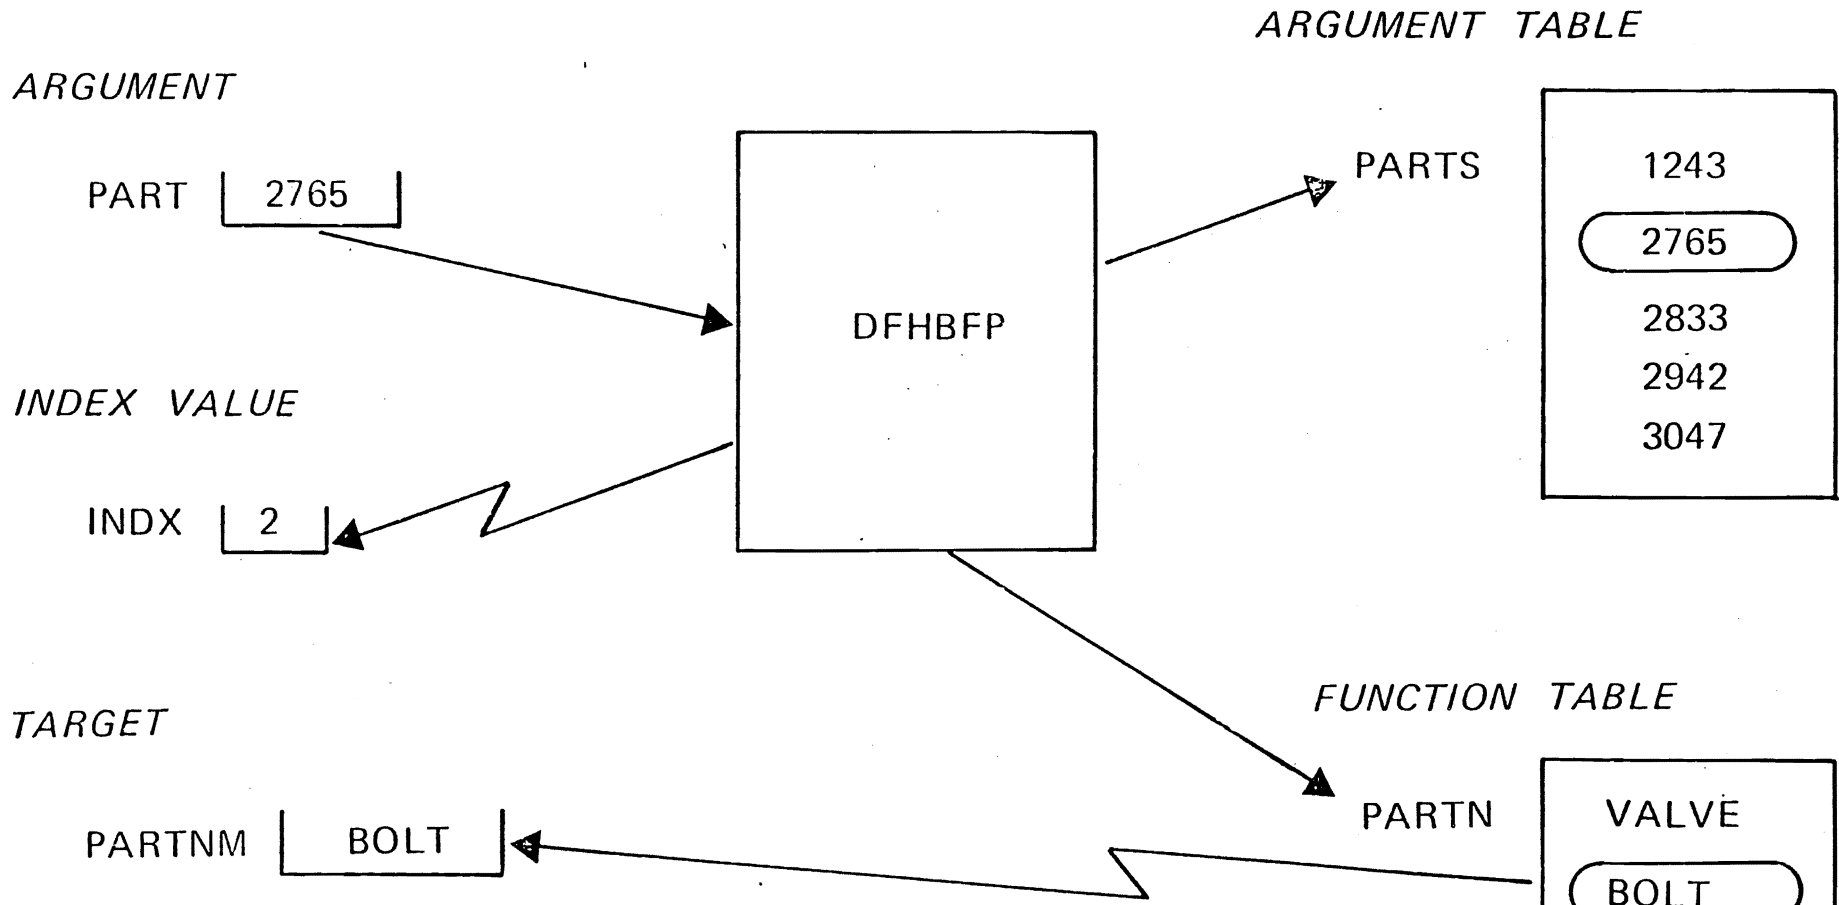 ARGUMENT TABLE
ARGUMENT
PARTS
1243
PART 2765
2765
DFHBFP
2833
2942
INDEX VALUE
3047
INDX 2
FUNCTION TABLE
TARGET
PARTN VALVE
PARTNM BOLT
BOLT